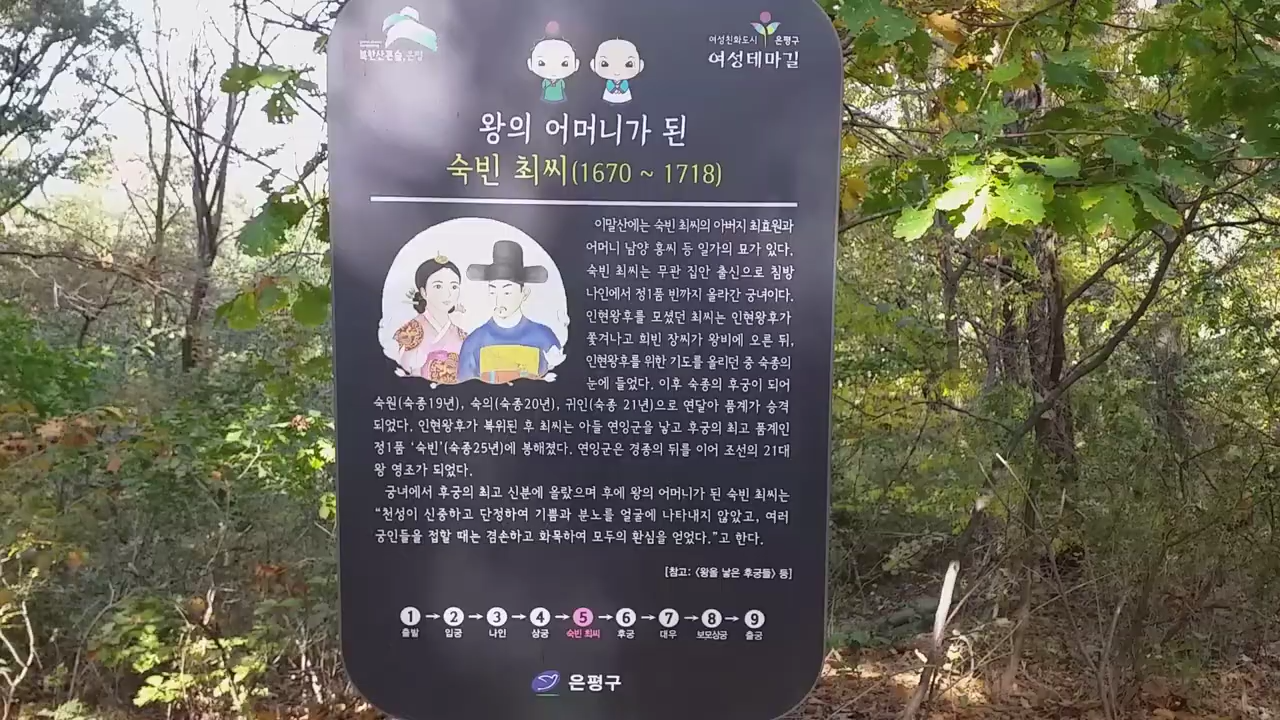 북한산큰숲, 은평
여성친화도시 은평구
여성테마길
왕의 어머니가 된
숙빈 최씨(1670 ~ 1718)
이말산에는 숙빈 최씨의 아버지 최효원과
어머니 남양 홍씨 등 일가의 묘가 있다.
숙빈 최씨는 무관 집안 출신으로 침방
나인에서 정1품 빈까지 올라간 궁녀이다.
인현왕후를 모셨던 최씨는 인현왕후가
쫓겨나고 희빈 장씨가 왕비에 오른 뒤,
인현왕후를 위한 기도를 올리던 중 숙종의
눈에 들었다. 이후 숙종의 후궁이 되어
숙원(숙종19년), 숙의(숙종20년), 귀인(숙종 21년)으로 연달아 품계가 승격
되었다. 인현왕후가 복위된 후 최씨는 아들 연잉군을 낳고 후궁의 최고 품계인
정1품 ‘숙빈’(숙종25년)에 봉해졌다. 연잉군은 경종의 뒤를 이어 조선의 21대
왕 영조가 되었다.
궁녀에서 후궁의 최고 신분에 올랐으며 후에 왕의 어머니가 된 숙빈 최씨는
“천성이 신중하고 단정하여 기쁨과 분노를 얼굴에 나타내지 않았고, 여러
궁인들을 접할 때는 겸손하고 화목하여 모두의 환심을 얻었다.”고 한다.
[참고: <왕을 낳은 후궁들> 등]
1 → 2 → 3 → 4 → 5 → 6 → 7 → 8 → 9
출발 입궁 나인 상궁 숙빈 최씨 후궁 대우 보모상궁 출궁
은평구